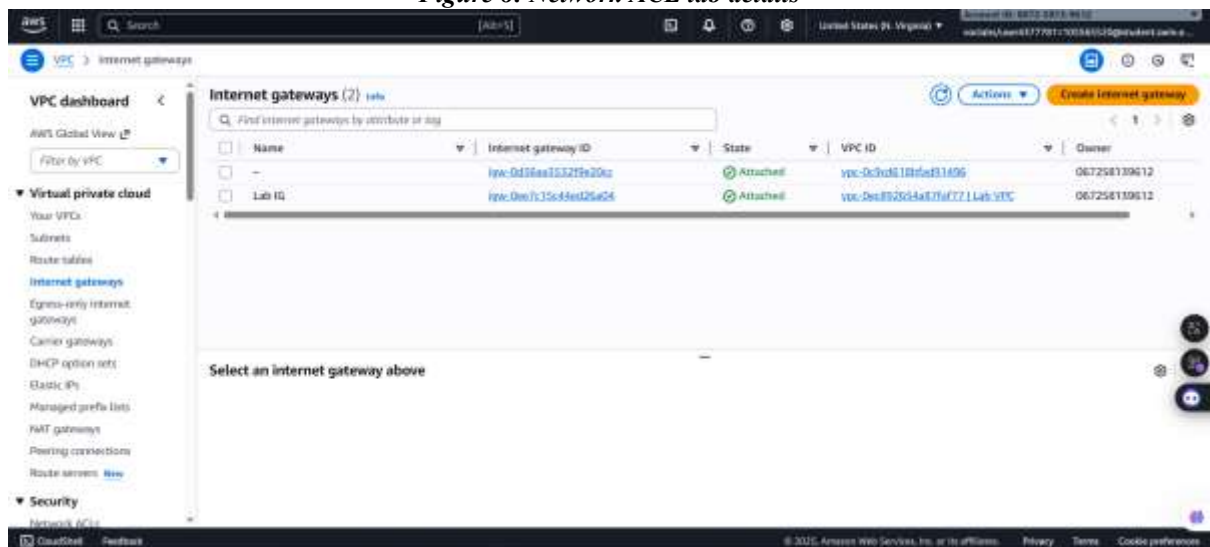 Figure 6. Network ACL tab details
aws Search [Alt+S] United States (N. Virginia)
VPC > Internet gateways
VPC dashboard
AWS Global View
Filter by VPC
Virtual private cloud
Your VPCs
Subnets
Route tables
Internet gateways
Egress-only internet
gateways
Carrier gateways
DHCP option sets
Elastic IPs
Managed prefix lists
NAT gateways
Peering connections
Route servers New
Security
Network ACLs
Internet gateways (2) Info
Actions Create internet gateway
Find internet gateways by attribute or tag
1
Name Internet gateway ID State VPC ID Owner
– Attached 067258139612
Lab IG Attached | Lab VPC 067258139612
Select an internet gateway above
CloudShell Feedback © 2025, Amazon Web Services, Inc. or its affiliates. Privacy Terms Cookie preferences